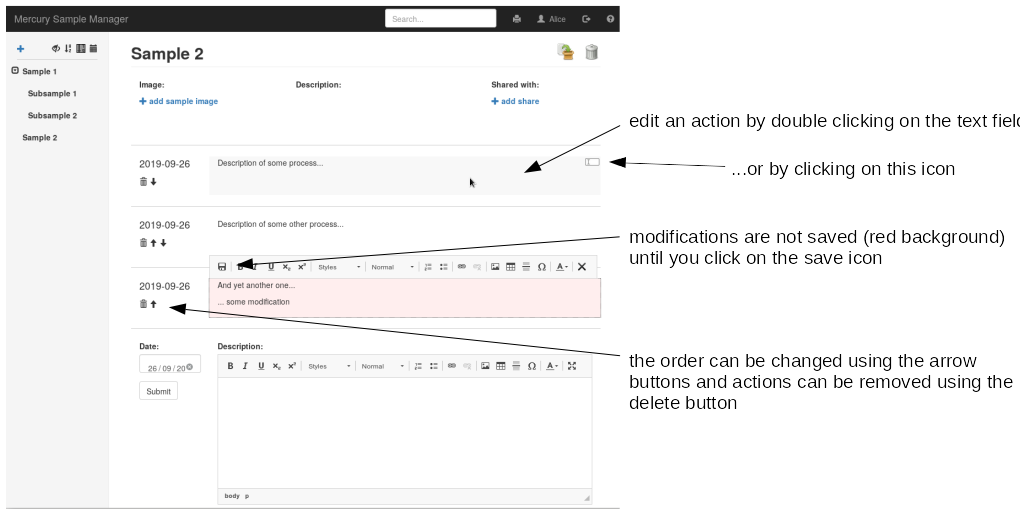 Mercury Sample Manager Search... Alice
Sample 1
Subsample 1
Subsample 2
Sample 2
Sample 2
Image: Description: Shared with:
add sample image add share
2019-09-26 Description of some process...
2019-09-26 Description of some other process...
Styles Normal
2019-09-26 And yet another one...
... some modification
Date: Description:
26 / 09 / 20 B I U Styles Normal
Submit
body p
edit an action by double clicking on the text field
...or by clicking on this icon
modifications are not saved (red background)
until you click on the save icon
the order can be changed using the arrow
buttons and actions can be removed using the
delete button